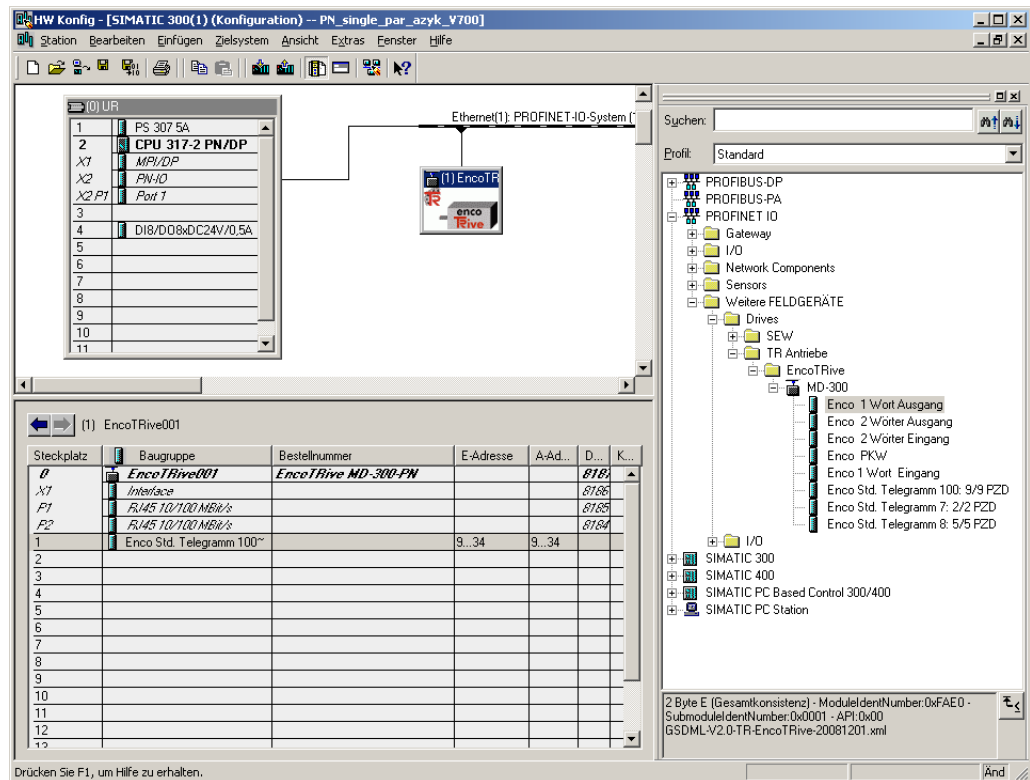 HW Konfig - [SIMATIC 300(1) (Konfiguration) -- PN_single_par_azyk_V700]
Station Bearbeiten Einfügen Zielsystem Ansicht Extras Fenster Hilfe
(0) UR
1 PS 307 5A
2 CPU 317-2 PN/DP
X1 MPI/DP
X2 PN-IO
X2 P1 Port 1
3
4 DI8/DO8xDC24V/0,5A
5
6
7
8
9
10
11
Ethernet(1): PROFINET-IO-System (
(1) EncoTR
enco
TRive
(1) EncoTRive001
Steckplatz Baugruppe Bestellnummer E-Adresse A-Ad... D... K...
0 EncoTRive001 EncoTRive MD-300-PN 8187
X1 Interface 8186
P1 RJ45 10/100 MBit/s 8185
P2 RJ45 10/100 MBit/s 8184
1 Enco Std. Telegramm 100~ 9...34 9...34
2
3
4
5
6
7
8
9
10
11
12
13
Suchen:
Profil: Standard
PROFIBUS-DP
PROFIBUS-PA
PROFINET IO
Gateway
I/O
Network Components
Sensors
Weitere FELDGERÄTE
Drives
SEW
TR Antriebe
EncoTRive
MD-300
Enco 1 Wort Ausgang
Enco 2 Wörter Ausgang
Enco 2 Wörter Eingang
Enco PKW
Enco 1 Wort Eingang
Enco Std. Telegramm 100: 9/9 PZD
Enco Std. Telegramm 7: 2/2 PZD
Enco Std. Telegramm 8: 5/5 PZD
I/O
SIMATIC 300
SIMATIC 400
SIMATIC PC Based Control 300/400
SIMATIC PC Station
2 Byte E (Gesamtkonsistenz) - ModuleIdentNumber:0xFAE0 -
SubmoduleIdentNumber:0x0001 - API:0x00
GSDML-V2.0-TR-EncoTRive-20081201.xml
Drücken Sie F1, um Hilfe zu erhalten.
Änd